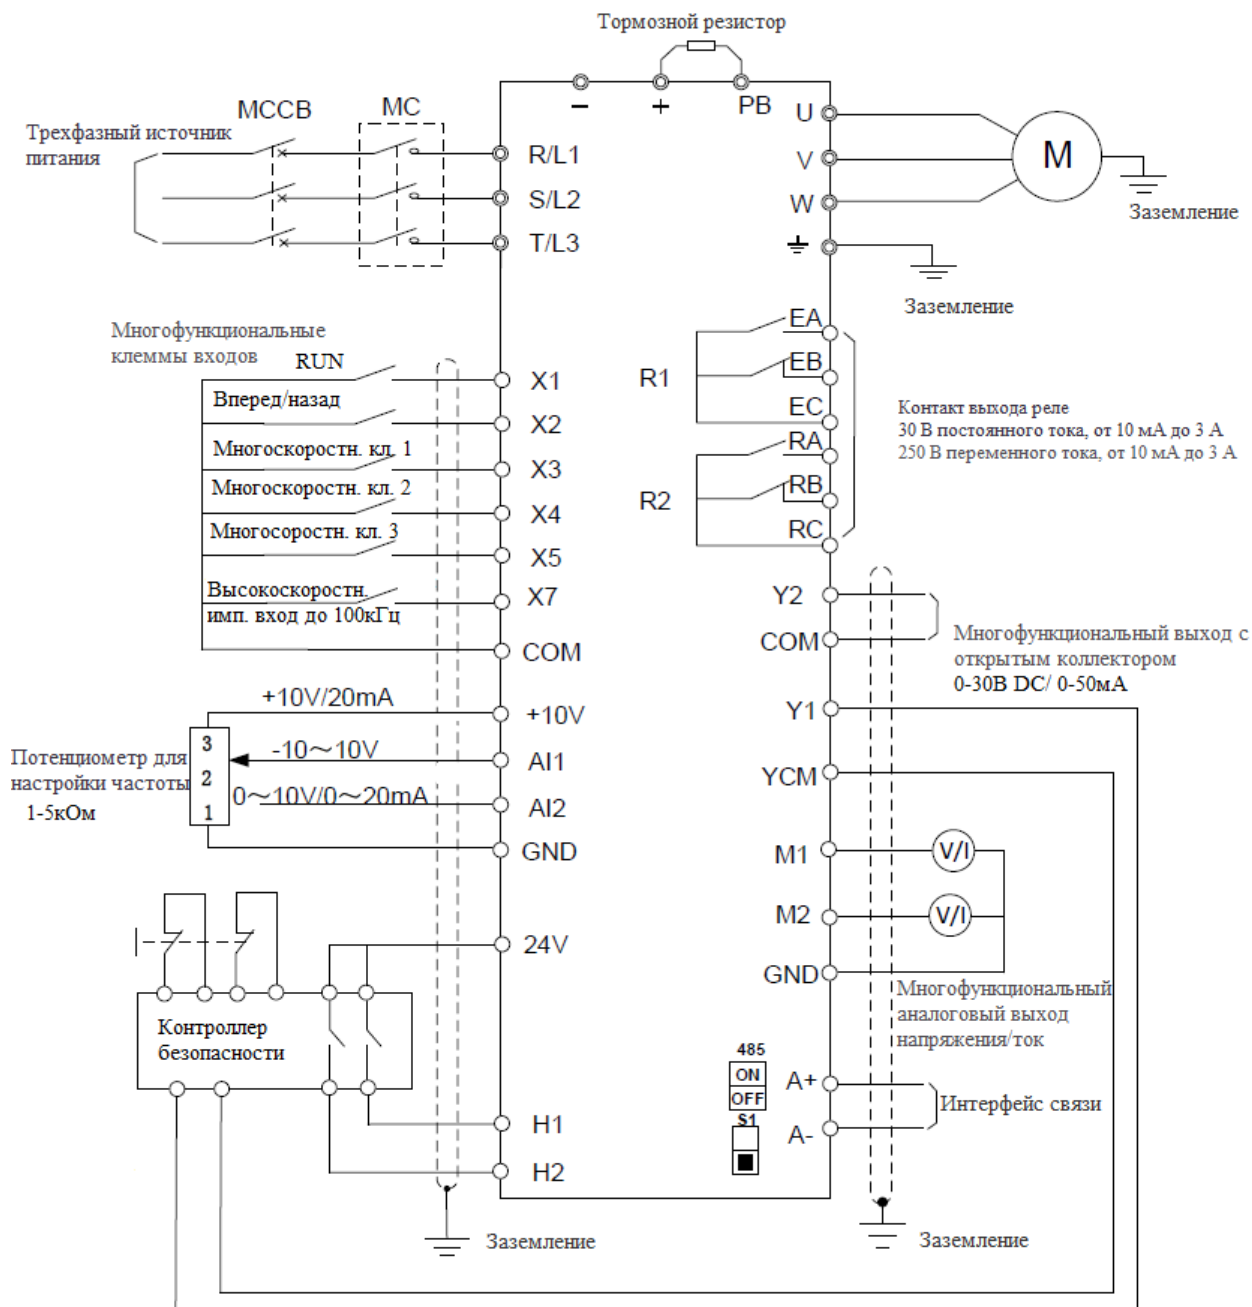 Тормозной резистор
−
+
PB
MCCB
MC
Трехфазный источник
питания
R/L1
S/L2
T/L3
U
V
W
M
Заземление
Заземление
Многофункциональные
клеммы входов
RUN
X1
Вперед/назад
X2
Многоскоростн. кл. 1
X3
Многоскоростн. кл. 2
X4
Многосоростн. кл. 3
X5
Высокоскоростн.
имп. вход до 100кГц
X7
COM
EA
EB
EC
R1
RA
RB
RC
R2
Контакт выхода реле
30 В постоянного тока, от 10 мА до 3 А
250 В переменного тока, от 10 мА до 3 А
Y2
COM
Многофункциональный выход с
открытым коллектором
0-30В DC/ 0-50мА
Y1
YCM
+10V/20mA
+10V
Потенциометр для
настройки частоты
1-5кОм
3
2
1
-10～10V
AI1
0～10V/0～20mA
AI2
GND
M1
V/I
M2
V/I
GND
Многофункциональный
аналоговый выход
напряжения/ток
24V
Контроллер
безопасности
H1
H2
485
ON
OFF
S1
A+
A-
Интерфейс связи
Заземление
Заземление